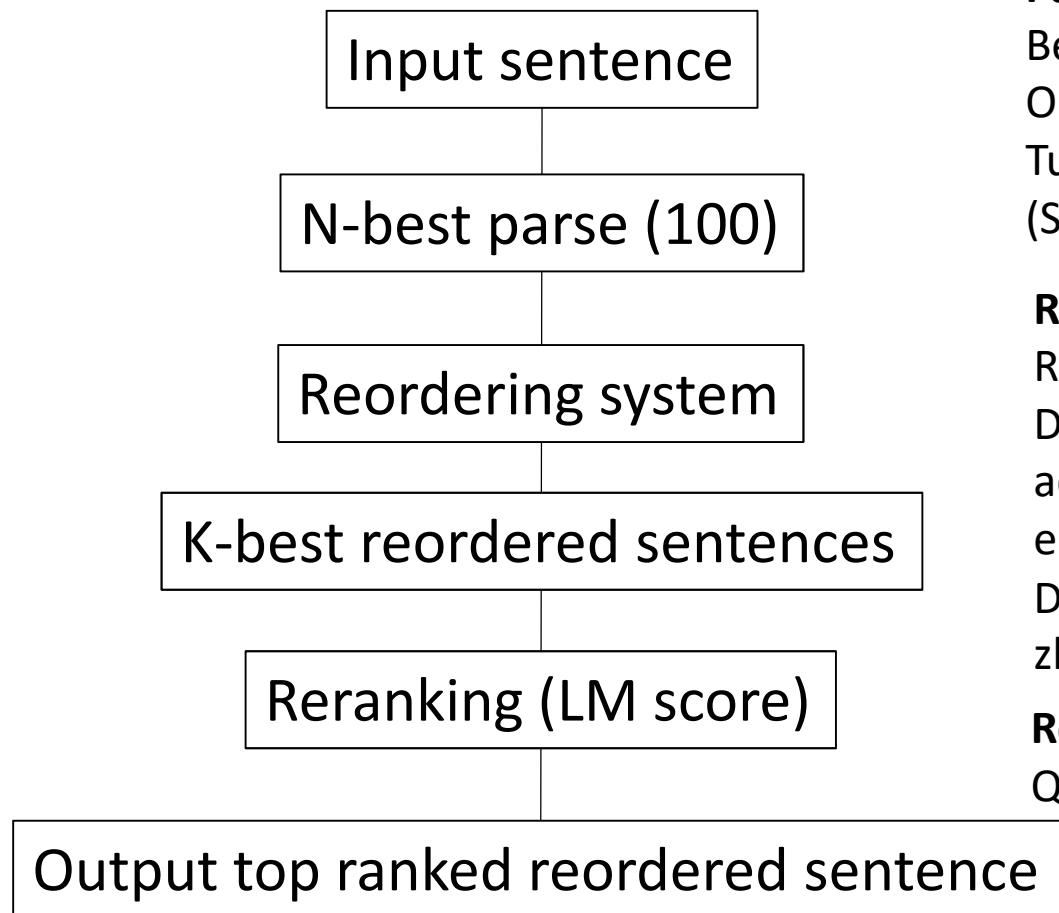 Input sentence
N-best parse (100)
Reordering system
K-best reordered sentences
Reranking (LM score)
Output top ranked reordered sentence